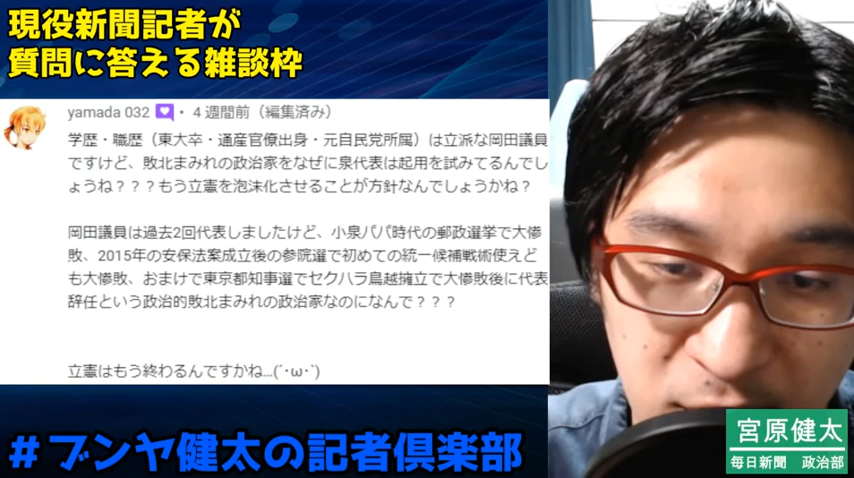 現役新聞記者が
質問に答える雑談枠
yamada 032 ・ 4 週間前（編集済み）
学歴・職歴（東大卒・通産官僚出身・元自民党所属）は立派な岡田議員
ですけど、敗北まみれの政治家をなぜに泉代表は起用を試みてるんでし
ょうね？？？もう立憲を泡沫化させることが方針なんでしょうかね？
岡田議員は過去2回代表しましたけど、小泉パパ時代の郵政選挙で大惨
敗、2015年の安保法案成立後の参院選で初めての統一候補戦術使えど
も大惨敗、おまけで東京都知事選でセクハラ鳥越擁立で大惨敗後に代表
辞任という政治的敗北まみれの政治家なのになんで？？？
立憲はもう終わるんですかね...(´･ω･`)
＃ブンヤ健太の記者倶楽部
宮原健太
毎日新聞 政治部